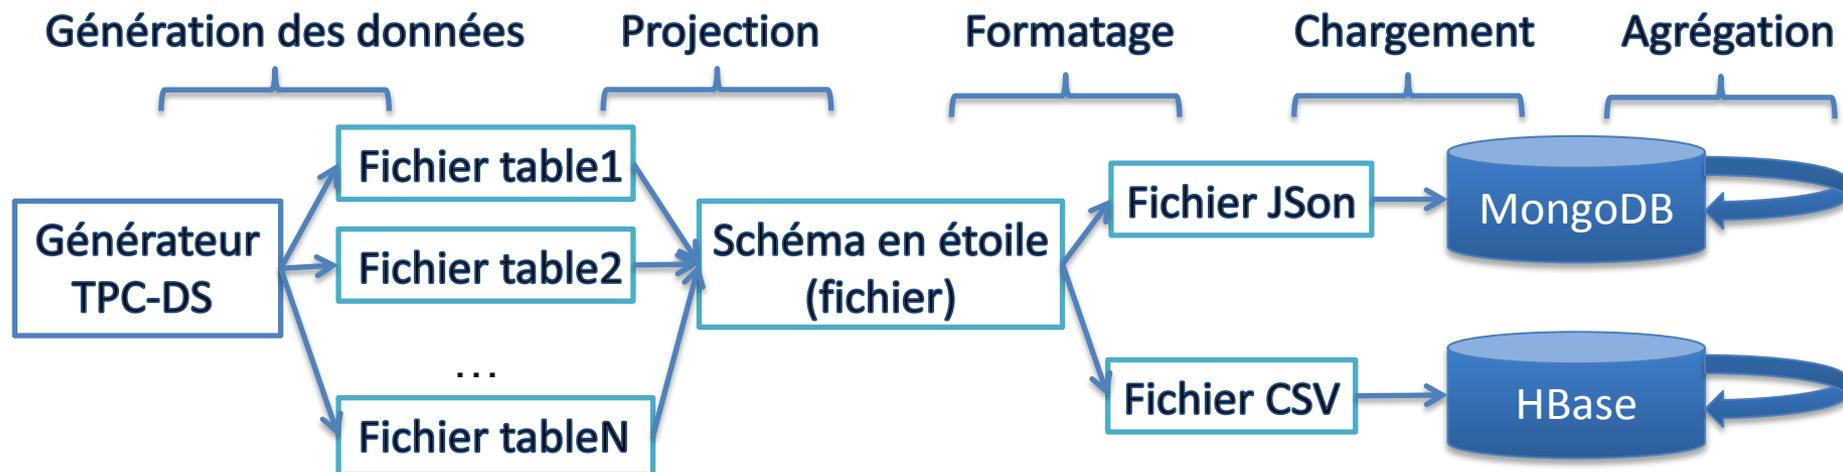 Génération des données
Projection
Formatage
Chargement
Agrégation
Générateur
TPC-DS
Fichier table1
Fichier table2
...
Fichier tableN
Schéma en étoile
(fichier)
Fichier JSon
Fichier CSV
MongoDB
HBase